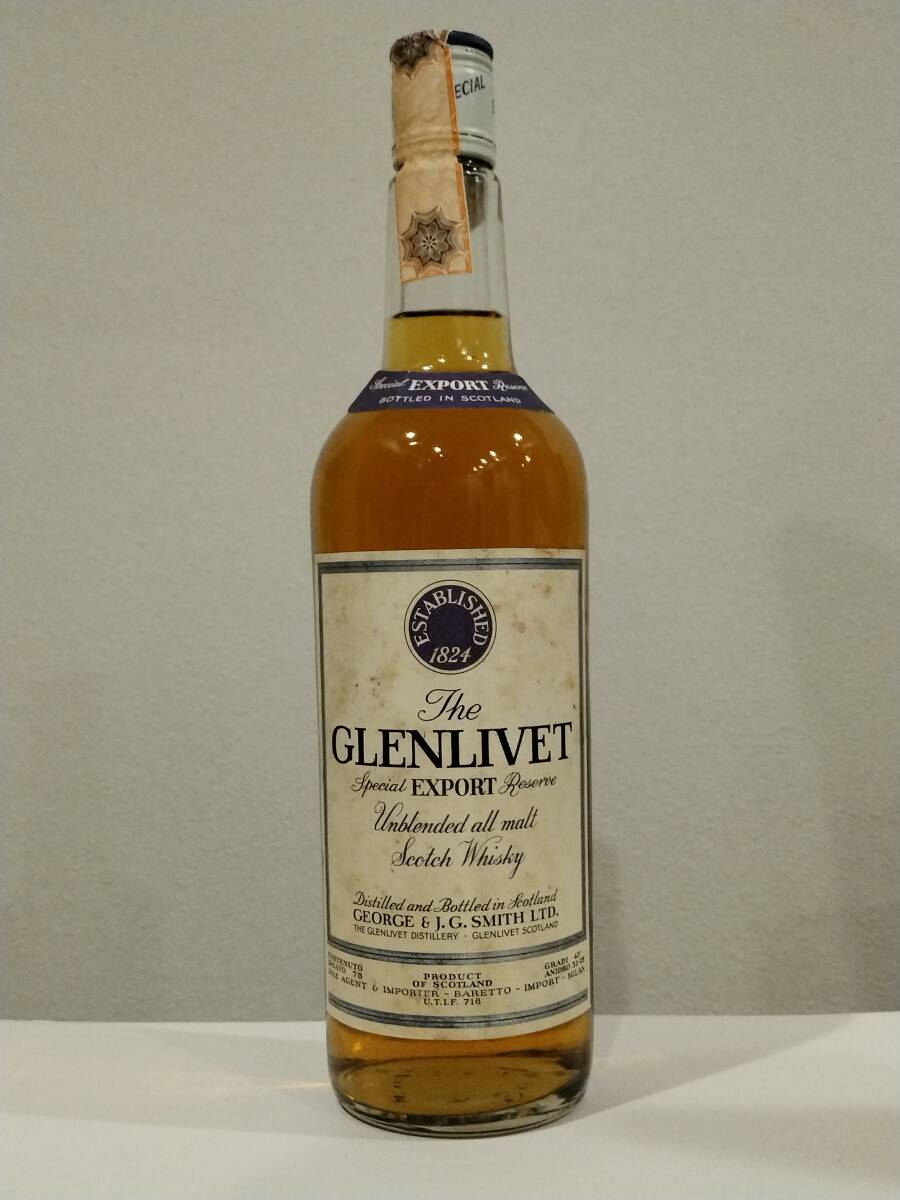 ECIAL
Special EXPORT Reserve
BOTTLED IN SCOTLAND
ESTABLISHED
1824
The
GLENLIVET
Special EXPORT Reserve
Unblended all malt
Scotch Whisky
Distilled and Bottled in Scotland
GEORGE & J. G. SMITH LTD.
THE GLENLIVET DISTILLERY - GLENLIVET SCOTLAND
PRODUCT
OF SCOTLAND
GRADI 43°
AGENT & IMPORTER - BARETTO - IMPORT - MILAN
U.T.I.F. 716